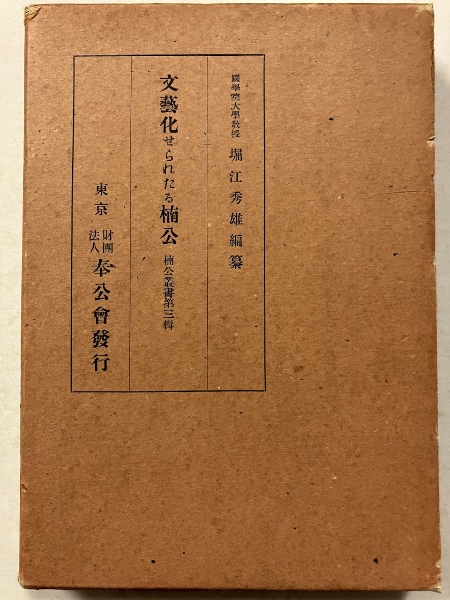 國學院大學教授 堀江秀雄編纂
文藝化せられたる楠公 楠公叢書第三輯
東京 財團法人 奉公會發行